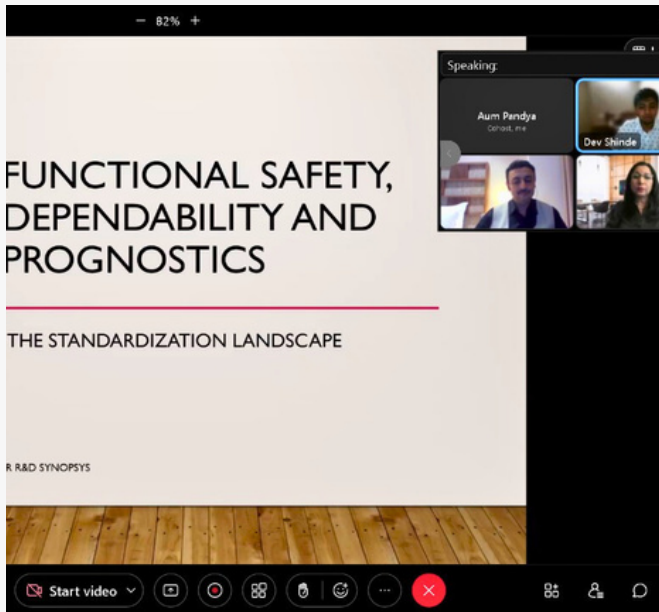 82%
Speaking:
Aum Pandya
Cohost, me
Dev Shinde
FUNCTIONAL SAFETY,
DEPENDABILITY AND
PROGNOSTICS
THE STANDARDIZATION LANDSCAPE
R R&D SYNOPSYS
Start video